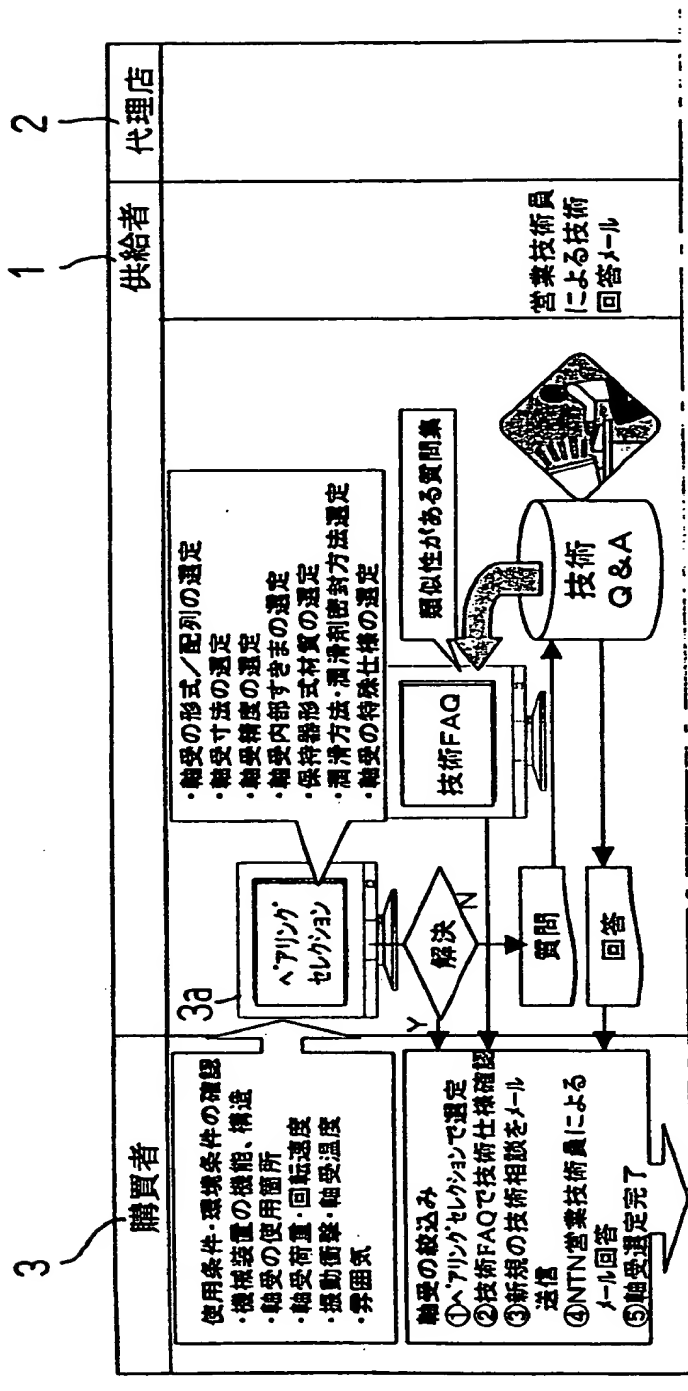 3
購買者
1
供給者
2
代理店
使用条件・環境条件の確認
・機械装置の機能、構造
・軸受の使用箇所
・軸受荷重・回転速度
・振動衝撃・軸受温度
・雰囲気
3a
ベアリング
セレクション
・軸受の形式/配列の選定
・軸受寸法の選定
・軸受精度の選定
・軸受内部すきまの選定
・保持器形式材質の選定
・潤滑方法・潤滑剤密封方法選定
・軸受の特殊仕様の選定
解決
Y
N
技術FAQ
類似性がある質問集
質問
回答
技術
Q&A
営業技術員
による技術
回答メール
軸受の絞込み
①ベアリングセレクションで選定
②技術FAQで技術仕様確認
③新規の技術相談をメール
送信
④NTN営業技術員による
メール回答
⑤軸受選定完了